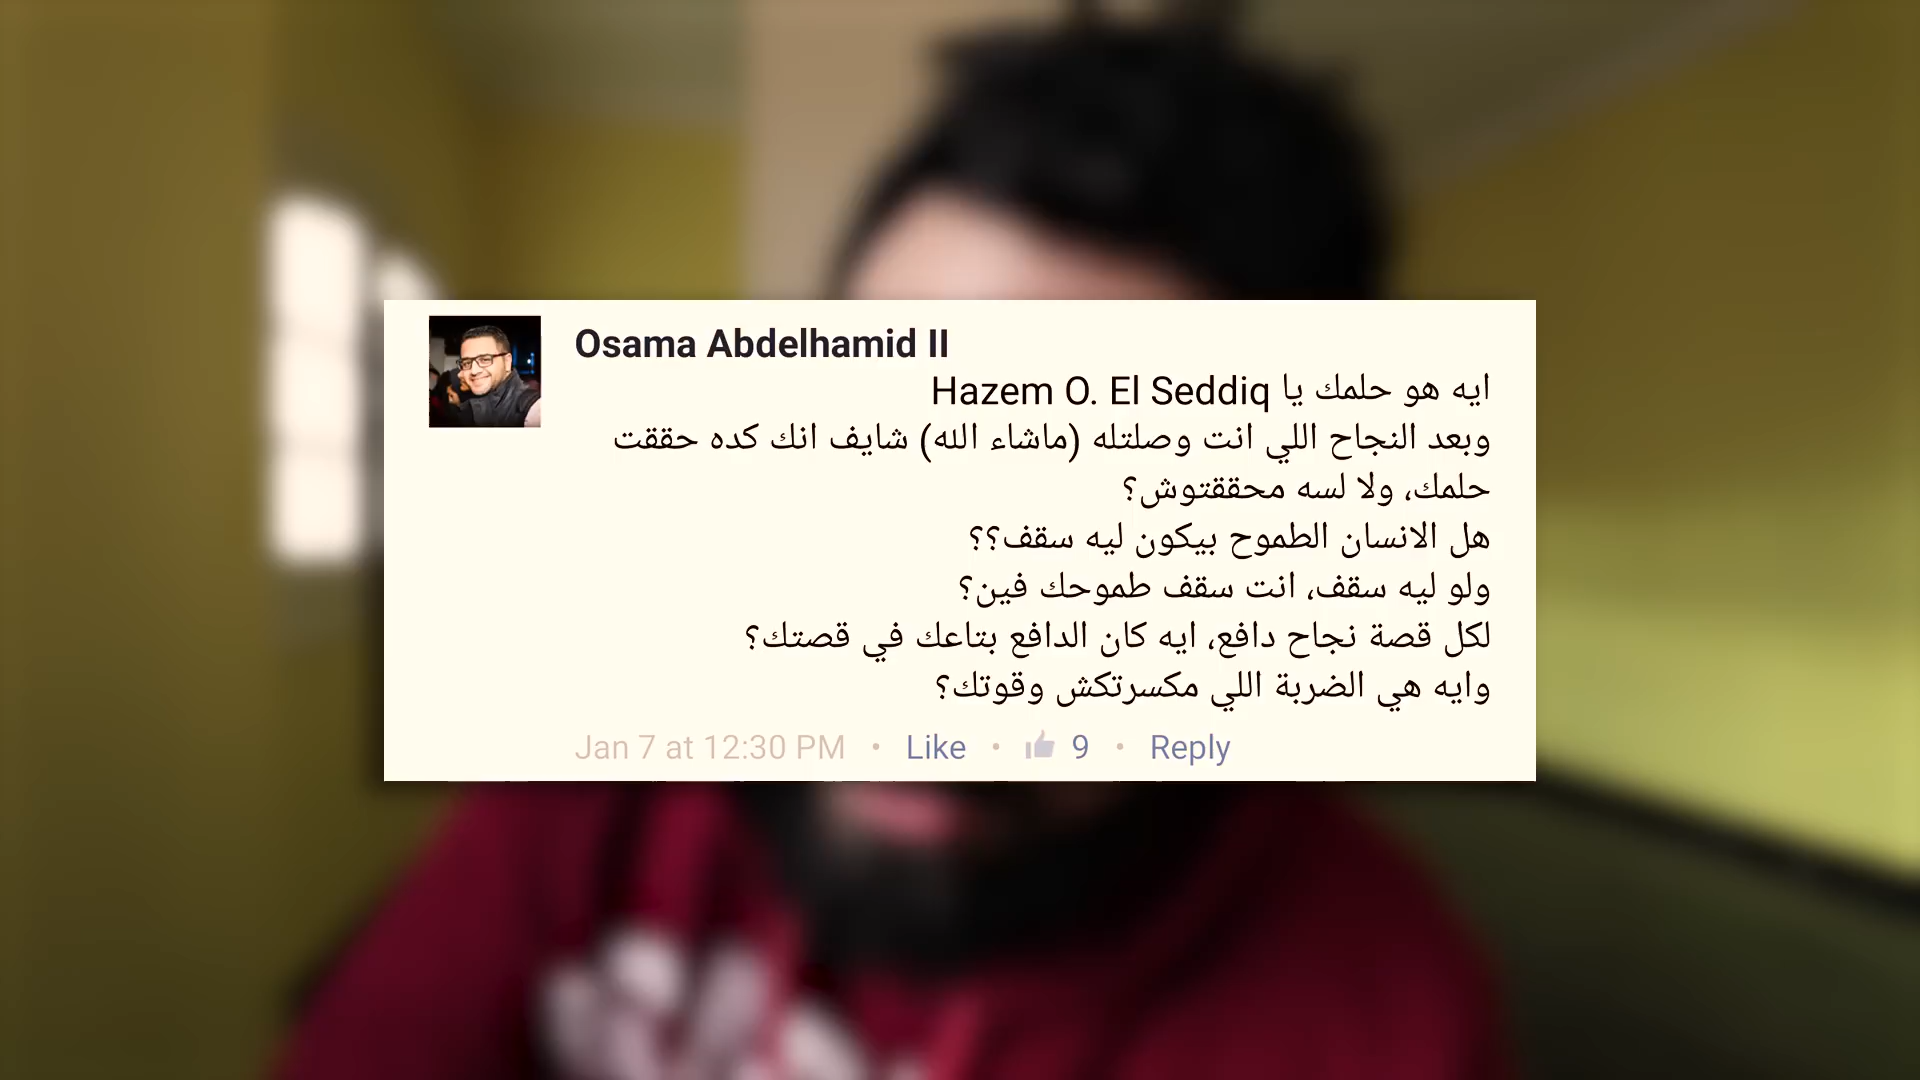 Osama Abdelhamid II
ايه هو حلمك يا Hazem O. El Seddiq
وبعد النجاح اللي انت وصلتله (ماشاء الله) شايف انك كده حققت
حلمك، ولا لسه محققتوش؟
هل الانسان الطموح بيكون ليه سقف؟؟
ولو ليه سقف، انت سقف طموحك فين؟
لكل قصة نجاح دافع، ايه كان الدافع بتاعك في قصتك؟
وايه هي الضربة اللي مكسرتكش وقوتك؟
Jan 7 at 12:30 PM • Like • 9 • Reply